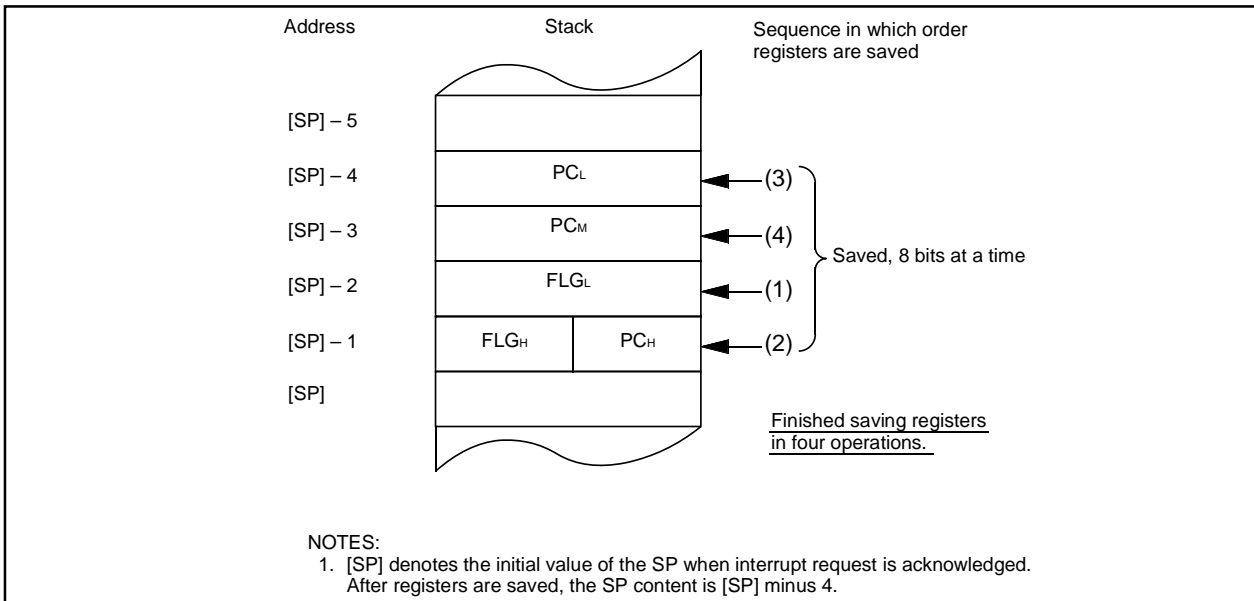 Address Stack Sequence in which order
registers are saved
[SP] – 5
[SP] – 4 PCL (3)
[SP] – 3 PCM (4)
Saved, 8 bits at a time
[SP] – 2 FLGL (1)
[SP] – 1 FLGH PCH (2)
[SP]
Finished saving registers
in four operations.
NOTES:
1. [SP] denotes the initial value of the SP when interrupt request is acknowledged.
After registers are saved, the SP content is [SP] minus 4.